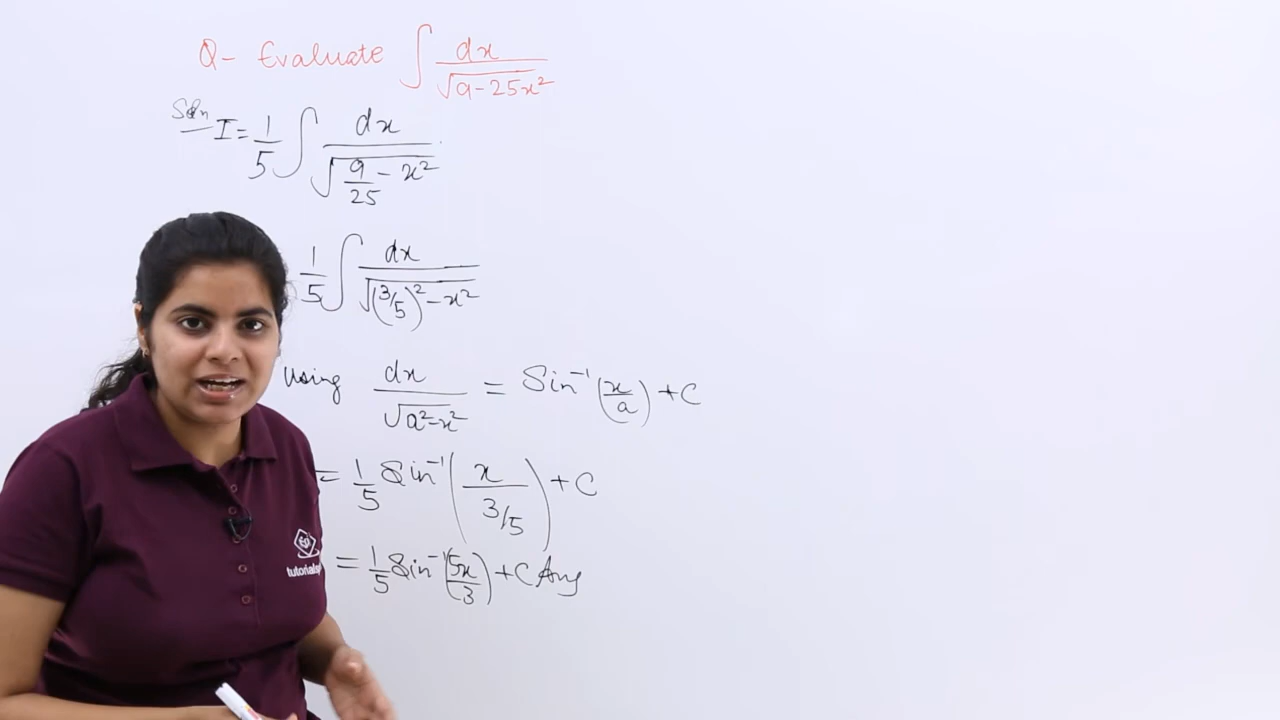 Q- Evaluate ∫ dx / √(9-25x²)
Soln I = 1/5 ∫ dx / √(9/25 - x²)
1/5 ∫ dx / √((3/5)² - x²)
Using dx / √(a²-x²) = Sin⁻¹(x/a) + C
= 1/5 Sin⁻¹(x / 3/5) + C
= 1/5 Sin⁻¹(5x/3) + C Ans
tutorials